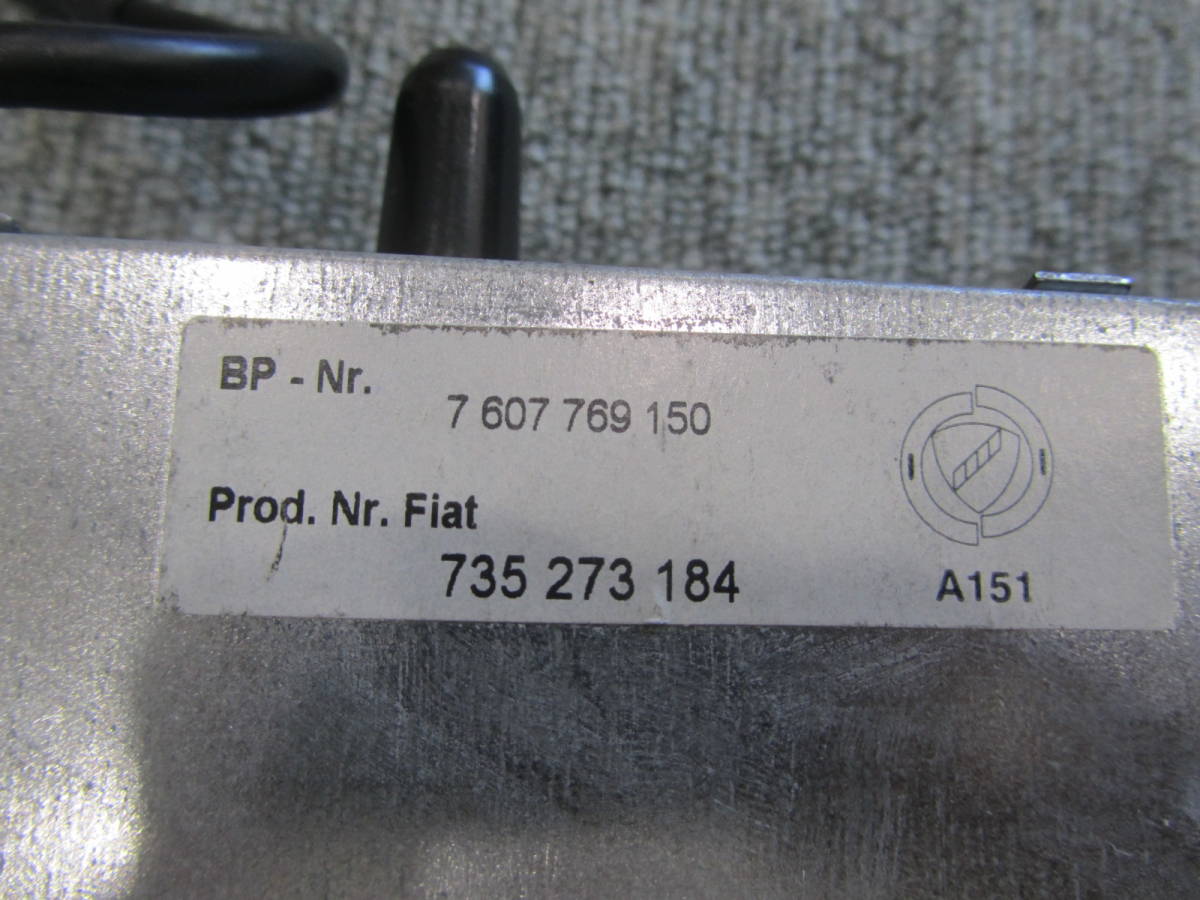 BP - Nr.
7 607 769 150
Prod. Nr. Fiat
735 273 184
A151